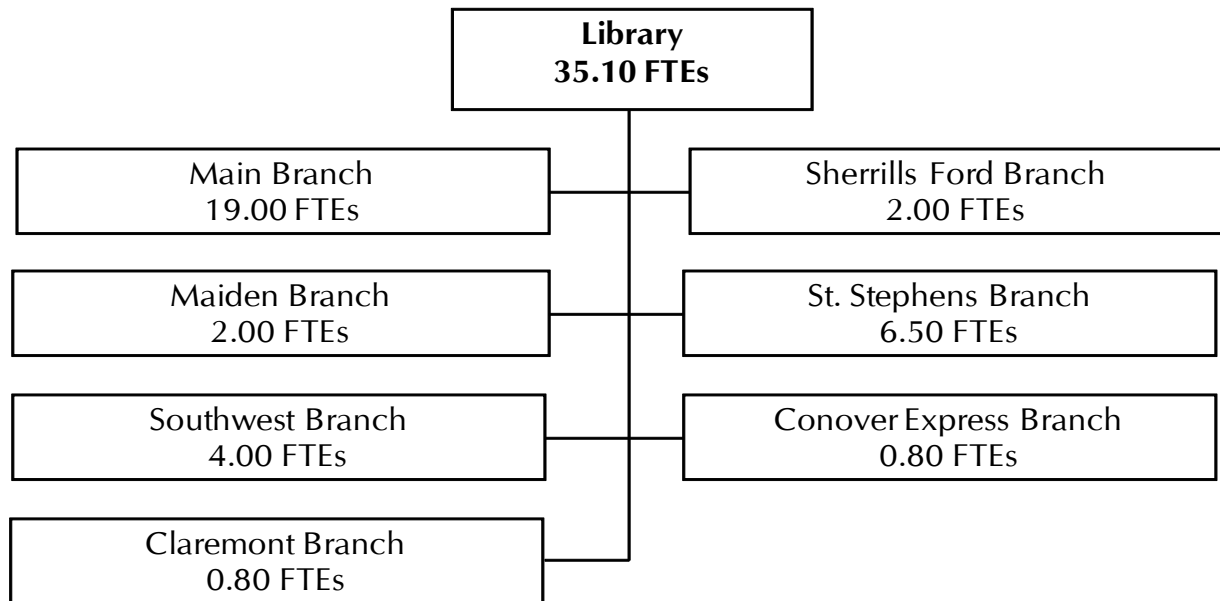 Library
35.10 FTEs
Main Branch
19.00 FTEs
Sherrills Ford Branch
2.00 FTEs
Maiden Branch
2.00 FTEs
St. Stephens Branch
6.50 FTEs
Southwest Branch
4.00 FTEs
Conover Express Branch
0.80 FTEs
Claremont Branch
0.80 FTEs